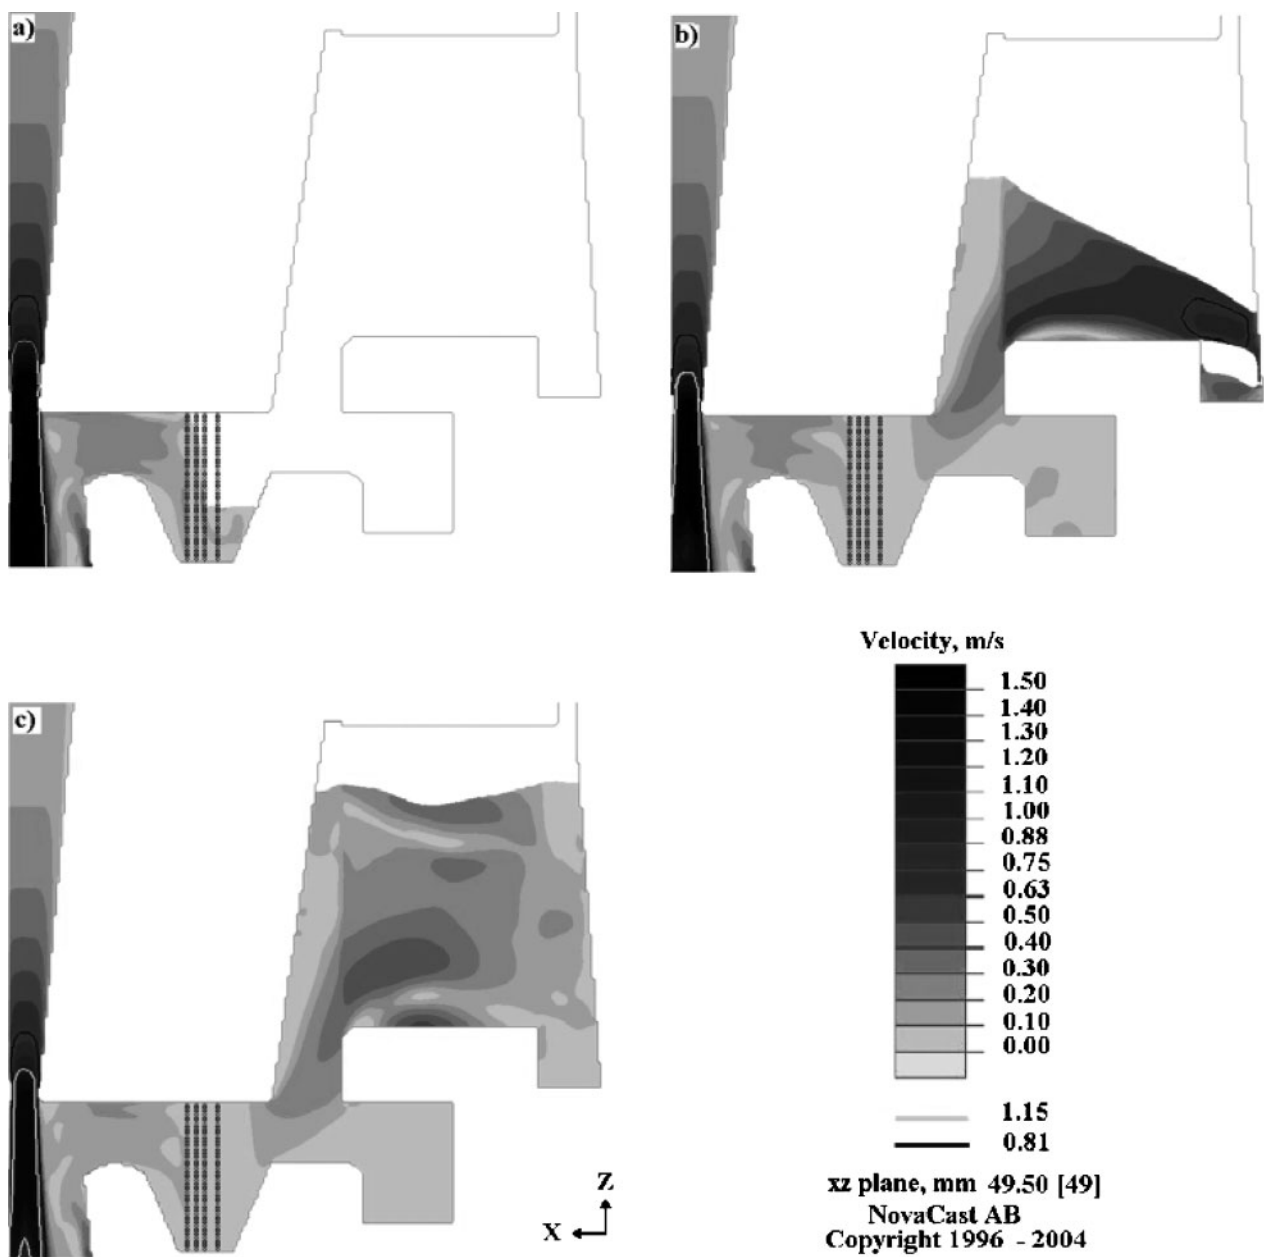 a)
b)
c)
Velocity, m/s
1.50
1.40
1.30
1.20
1.10
1.00
0.88
0.75
0.63
0.50
0.40
0.30
0.20
0.10
0.00
1.15
0.81
Z
X
xz plane, mm 49.50 [49]
NovaCast AB
Copyright 1996 - 2004